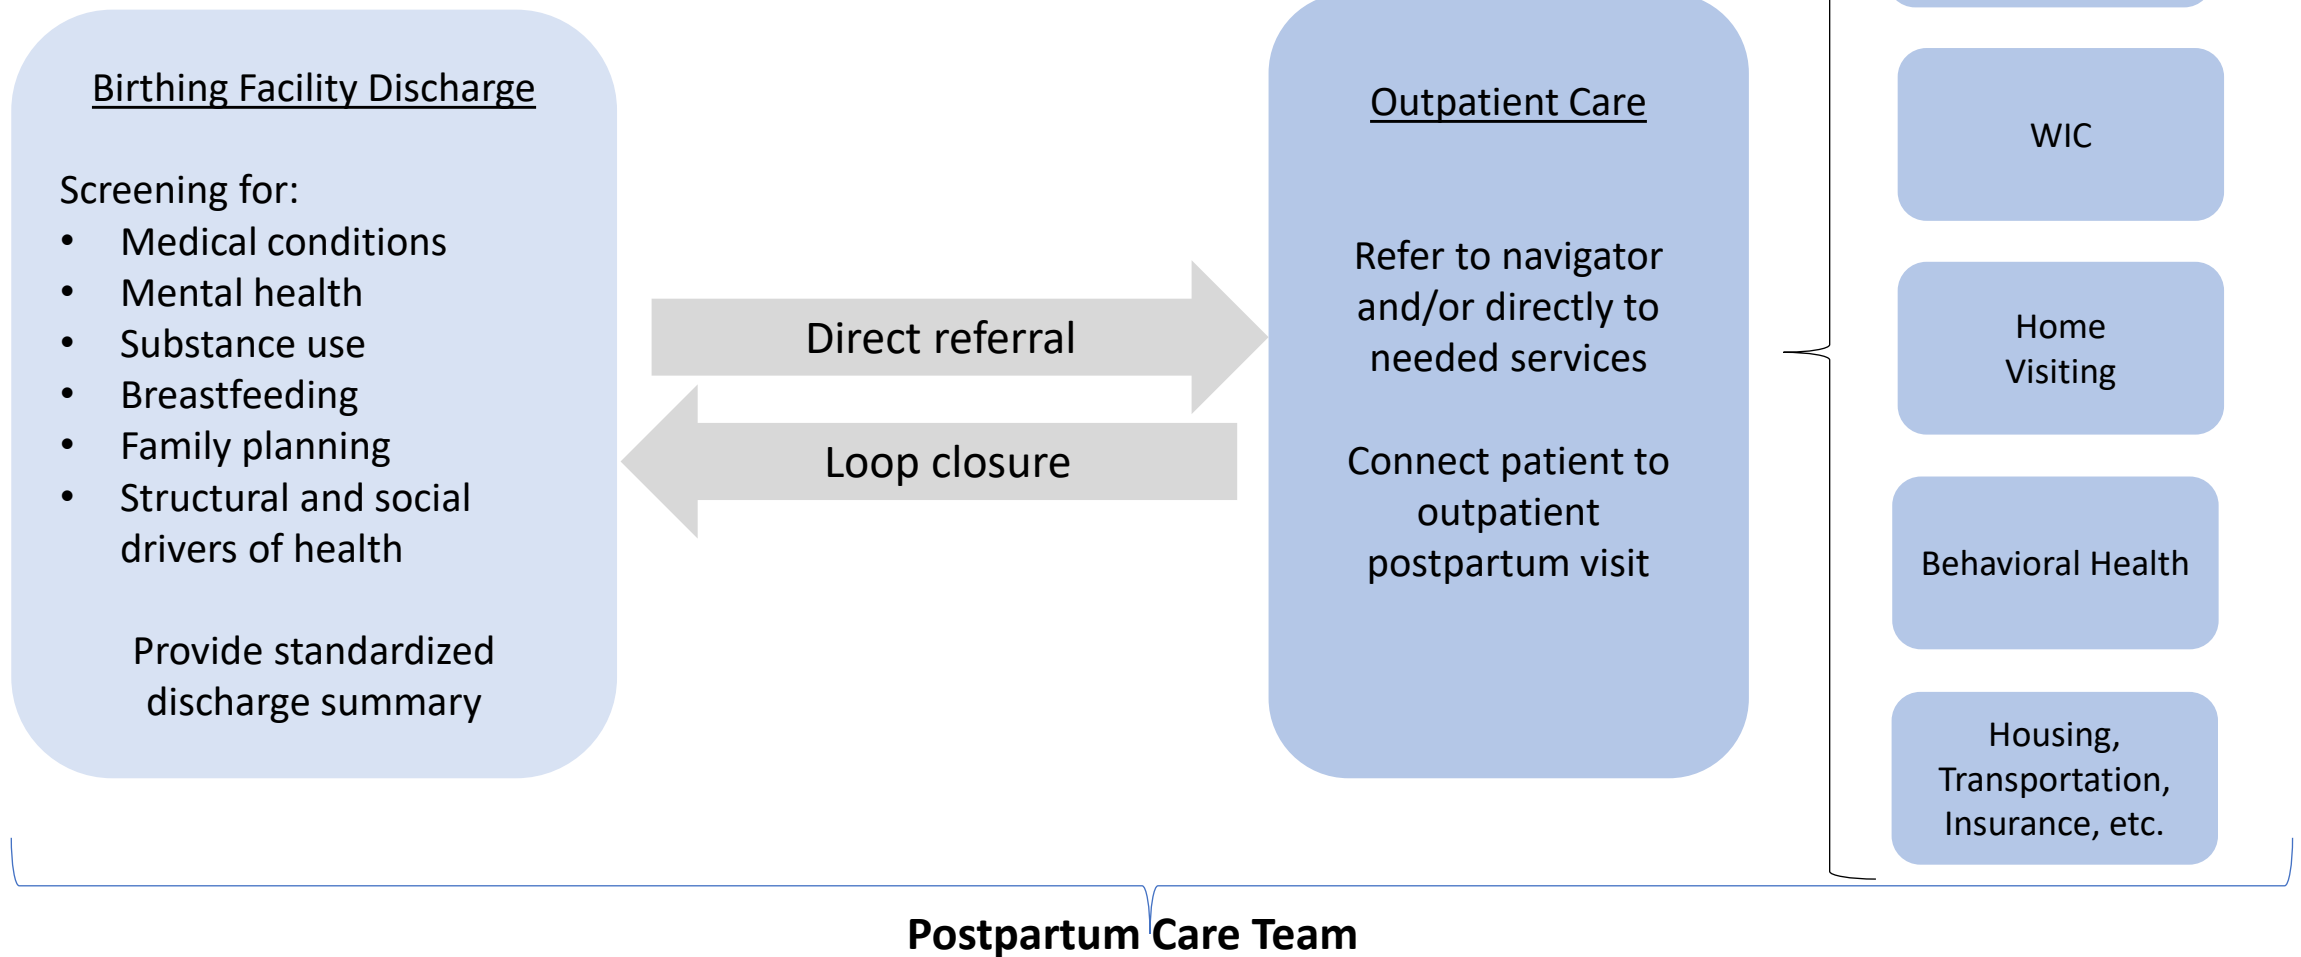 Birthing Facility Discharge
Screening for:
• Medical conditions
• Mental health
• Substance use
• Breastfeeding
• Family planning
• Structural and social
drivers of health
Provide standardized
discharge summary
Direct referral
Loop closure
Outpatient Care
Refer to navigator
and/or directly to
needed services
Connect patient to
outpatient
postpartum visit
WIC
Home
Visiting
Behavioral Health
Housing,
Transportation,
Insurance, etc.
Postpartum Care Team